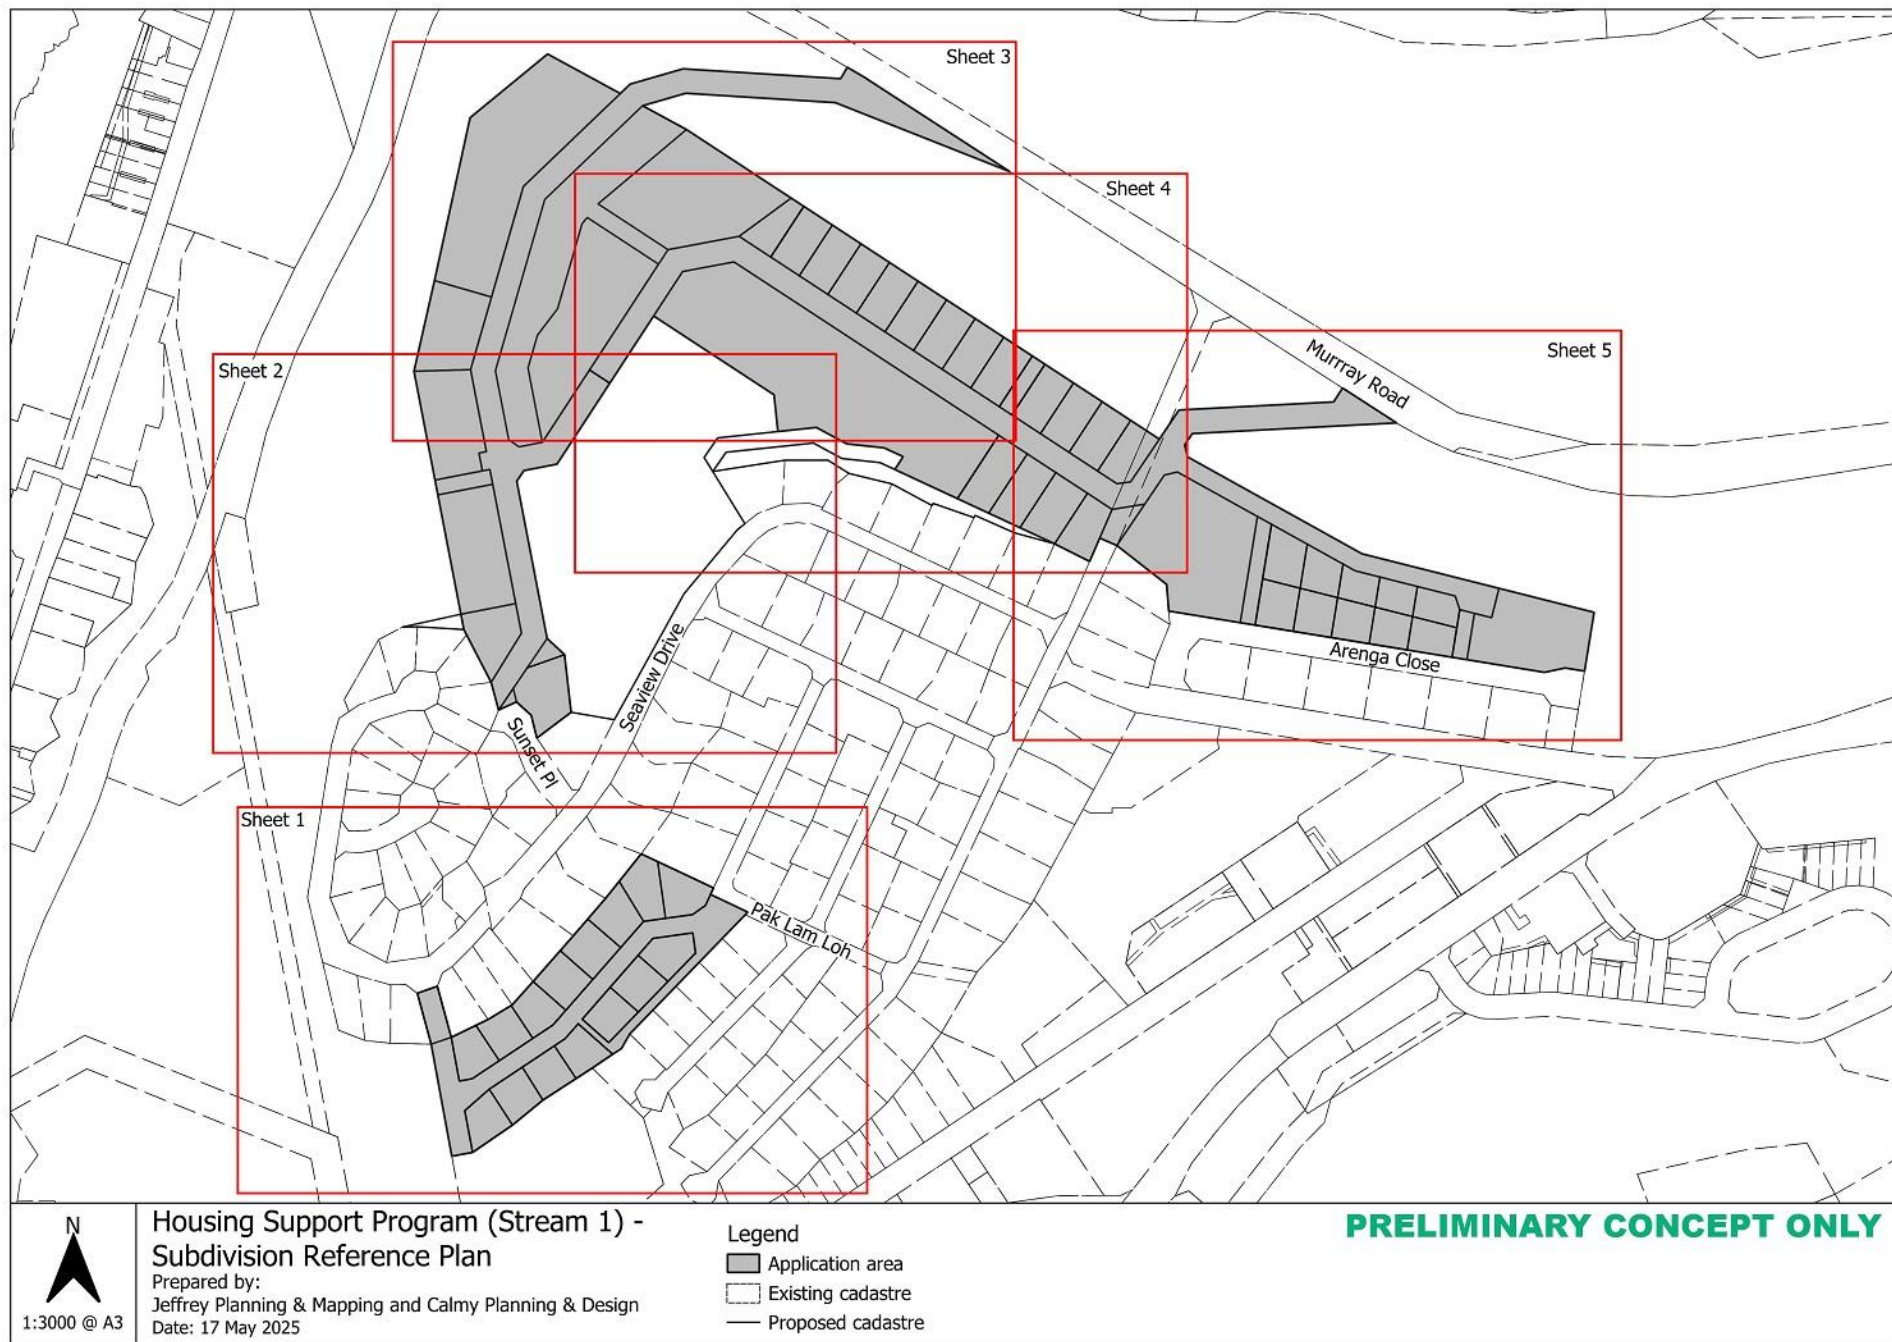 Sheet 3
Sheet 4
Murrray Road
Sheet 5
Sheet 2
Arenga Close
Seaview Drive
Sunset Pl
Sheet 1
Pak Lam Loh
N
1:3000 @ A3
Housing Support Program (Stream 1) -
Subdivision Reference Plan
Prepared by:
Jeffrey Planning & Mapping and Calmy Planning & Design
Date: 17 May 2025
Legend
Application area
Existing cadastre
Proposed cadastre
PRELIMINARY CONCEPT ONLY